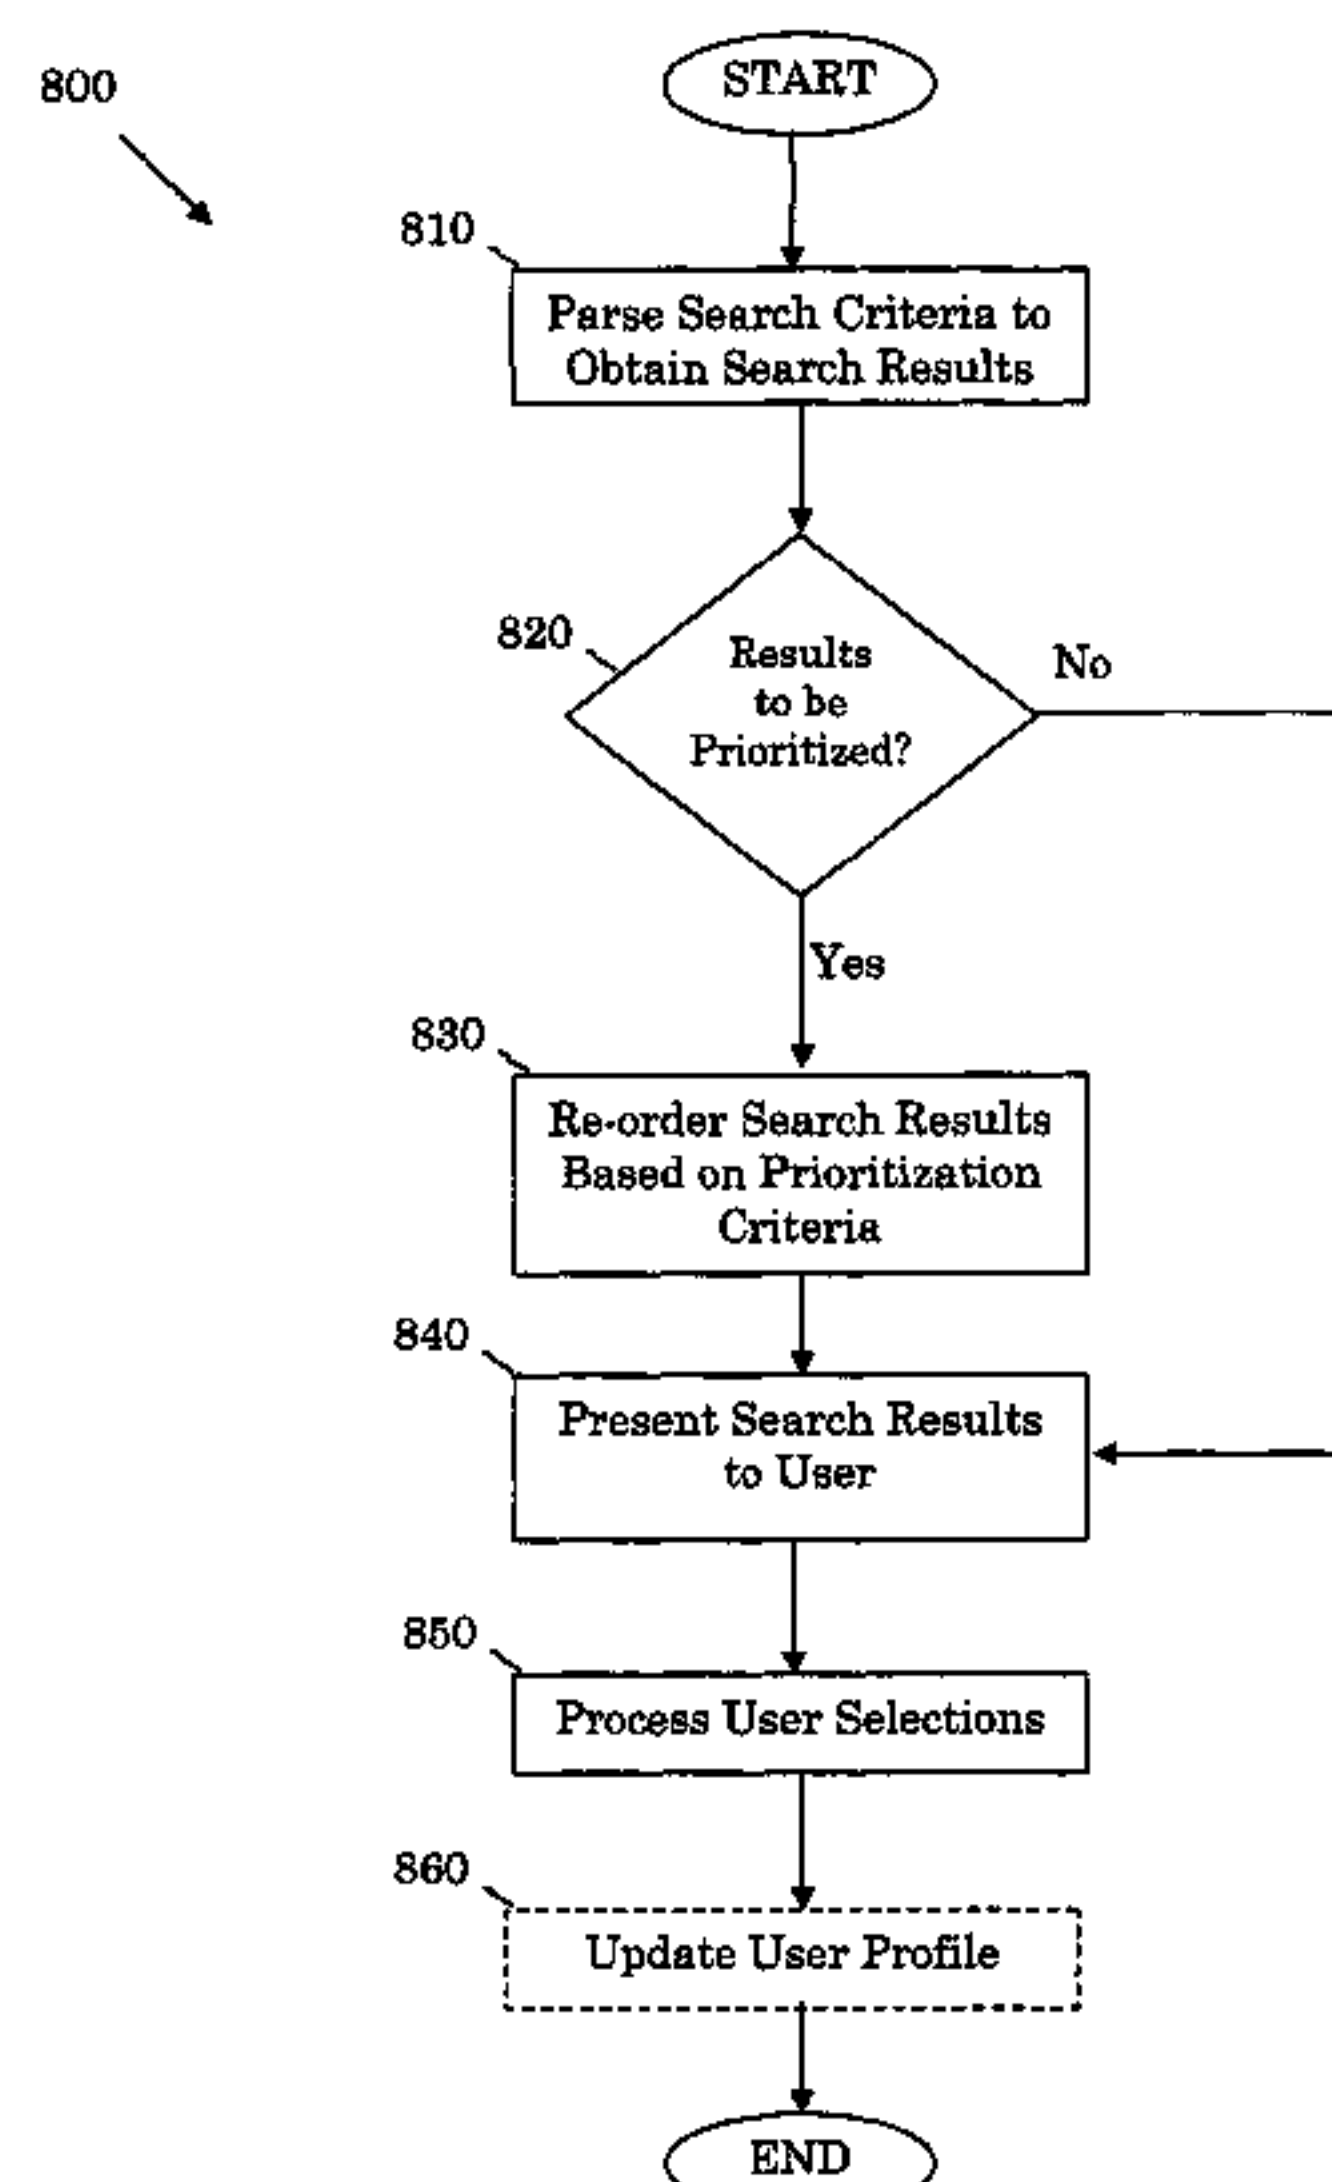 800
START
810
Parse Search Criteria to
Obtain Search Results
820
Results
to be
Prioritized?
No
Yes
830
Re-order Search Results
Based on Prioritization
Criteria
840
Present Search Results
to User
850
Process User Selections
860
Update User Profile
END